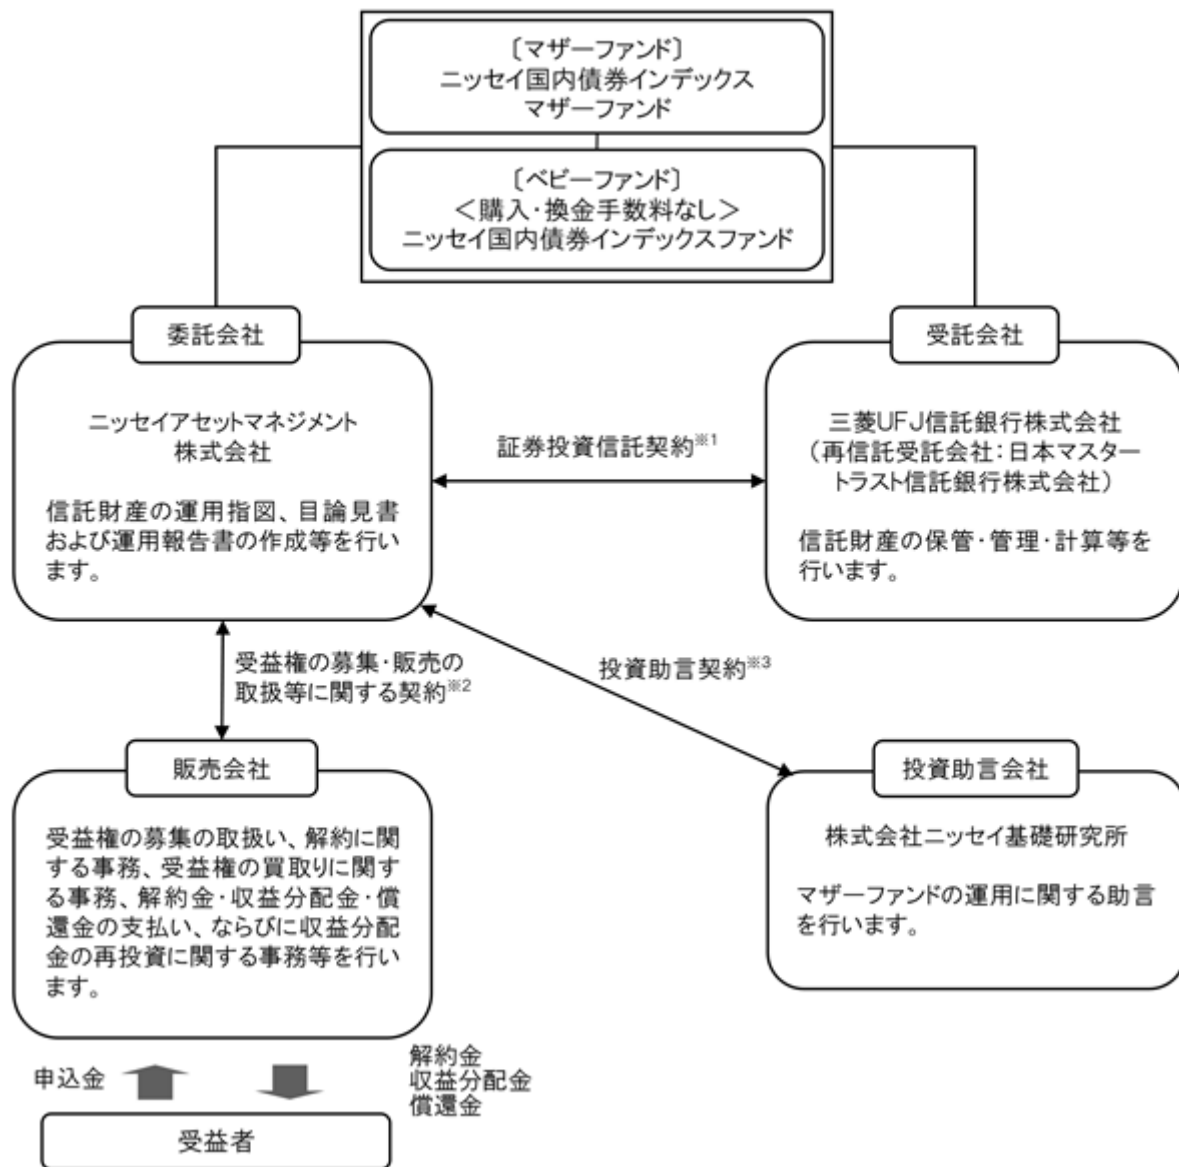 〔マザーファンド〕
ニッセイ国内債券インデックス
マザーファンド
〔ベビーファンド〕
＜購入・換金手数料なし＞
ニッセイ国内債券インデックスファンド
委託会社
ニッセイアセットマネジメント
株式会社
信託財産の運用指図、目論見書
および運用報告書の作成等を行い
ます。
証券投資信託契約※1
受託会社
三菱UFJ信託銀行株式会社
（再信託受託会社：日本マスター
トラスト信託銀行株式会社）
信託財産の保管・管理・計算等を
行います。
受益権の募集・販売の
取扱等に関する契約※2
投資助言契約※3
販売会社
受益権の募集の取扱い、解約に関
する事務、受益権の買取りに関す
る事務、解約金・収益分配金・償
還金の支払い、ならびに収益分配
金の再投資に関する事務等を行い
ます。
投資助言会社
株式会社ニッセイ基礎研究所
マザーファンドの運用に関する助言
を行います。
申込金
解約金
収益分配金
償還金
受益者